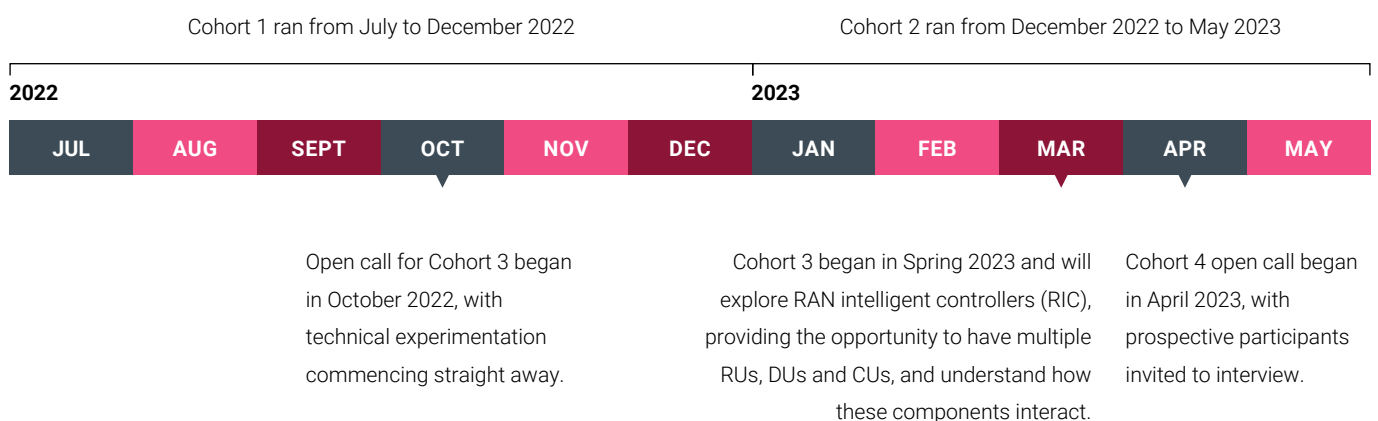 Cohort 1 ran from July to December 2022
Cohort 2 ran from December 2022 to May 2023
2022
2023
JUL AUG SEPT OCT NOV DEC JAN FEB MAR APR MAY
Open call for Cohort 3 began
in October 2022, with
technical experimentation
commencing straight away.
Cohort 3 began in Spring 2023 and will
explore RAN intelligent controllers (RIC),
providing the opportunity to have multiple
RUs, DUs and CUs, and understand how
these components interact.
Cohort 4 open call began
in April 2023, with
prospective participants
invited to interview.